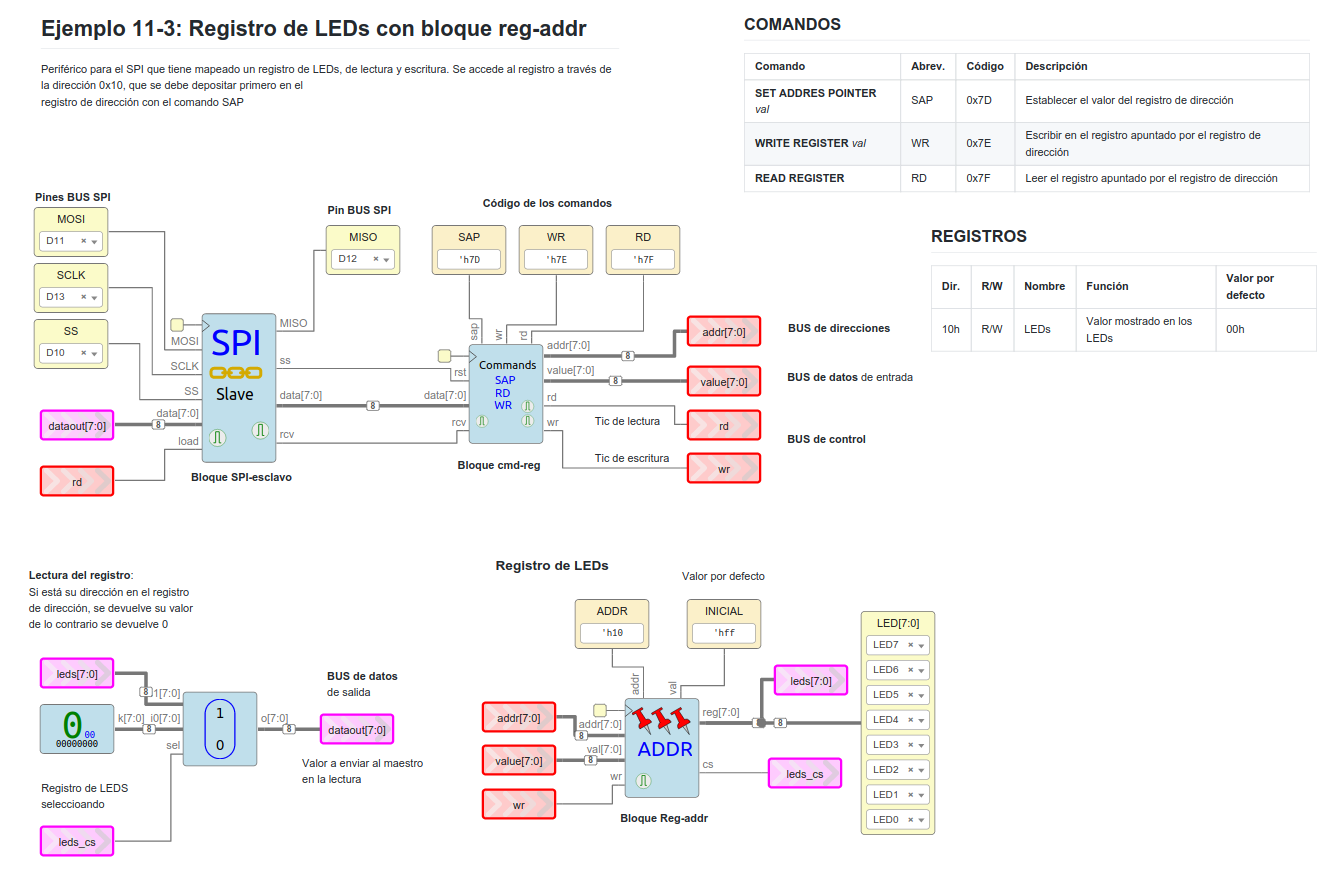 Ejemplo 11-3: Registro de LEDs con bloque reg-addr
Periférico para el SPI que tiene mapeado un registro de LEDs, de lectura y escritura. Se accede al registro a través de
la dirección 0x10, que se debe depositar primero en el
registro de dirección con el comando SAP
COMANDOS
Comando Abrev. Código Descripción
SET ADDRES POINTER
val
SAP 0x7D Establecer el valor del registro de dirección
WRITE REGISTER val WR 0x7E Escribir en el registro apuntado por el registro de
dirección
READ REGISTER RD 0x7F Leer el registro apuntado por el registro de dirección
REGISTROS
Dir. R/W Nombre Función Valor por
defecto
10h R/W LEDs Valor mostrado en los
LEDs
00h
Pines BUS SPI
MOSI
D11
SCLK
D13
SS
D10
dataout[7:0]
rd
Pin BUS SPI
MISO
D12
MOSI
SCLK
SS
data[7:0]
8
load
SPI
Slave
MISO
ss
data[7:0]
8
rcv
Bloque SPI-esclavo
Código de los comandos
SAP
'h7D
WR
'h7E
RD
'h7F
sap
wr
rd
rst
data[7:0]
rcv
Commands
SAP
RD
WR
addr[7:0]
8
value[7:0]
8
rd
wr
Bloque cmd-reg
Tic de lectura
Tic de escritura
addr[7:0]
value[7:0]
rd
wr
BUS de direcciones
BUS de datos de entrada
BUS de control
Lectura del registro:
Si está su dirección en el registro
de dirección, se devuelve su valor
de lo contrario se devuelve 0
leds[7:0]
8
1[7:0]
0
00
00000000
k[7:0]
8
i0[7:0]
sel
1
0
o[7:0]
8
BUS de datos
de salida
dataout[7:0]
Valor a enviar al maestro
en la lectura
Registro de LEDS
seleccioando
leds_cs
Registro de LEDs
Valor por defecto
ADDR
'h10
INICIAL
'hff
addr
val
addr[7:0]
8
addr[7:0]
value[7:0]
8
val[7:0]
wr
wr
ADDR
reg[7:0]
8
8
cs
leds[7:0]
leds_cs
Bloque Reg-addr
LED[7:0]
LED7
LED6
LED5
LED4
LED3
LED2
LED1
LED0